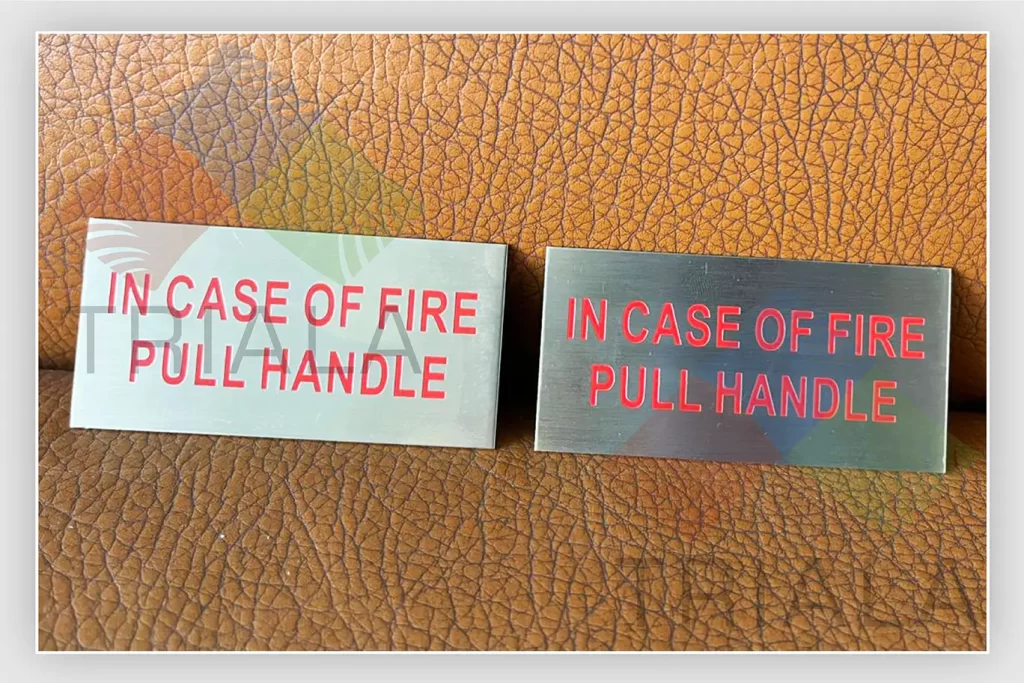 IN CASE OF FIRE
PULL HANDLE
IN CASE OF FIRE
PULL HANDLE
TRIALA
TRIALA